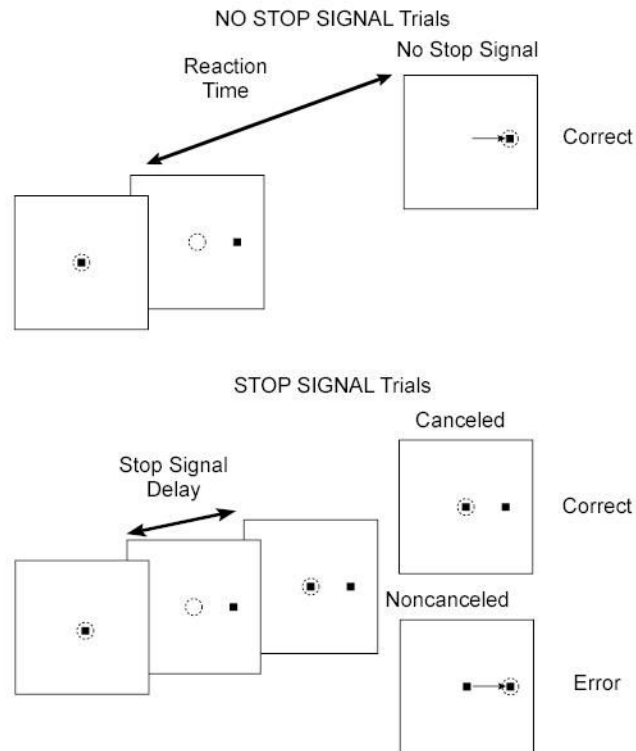 NO STOP SIGNAL Trials
No Stop Signal
Reaction
Time
Correct
STOP SIGNAL Trials
Canceled
Stop Signal
Delay
Correct
Noncanceled
Error